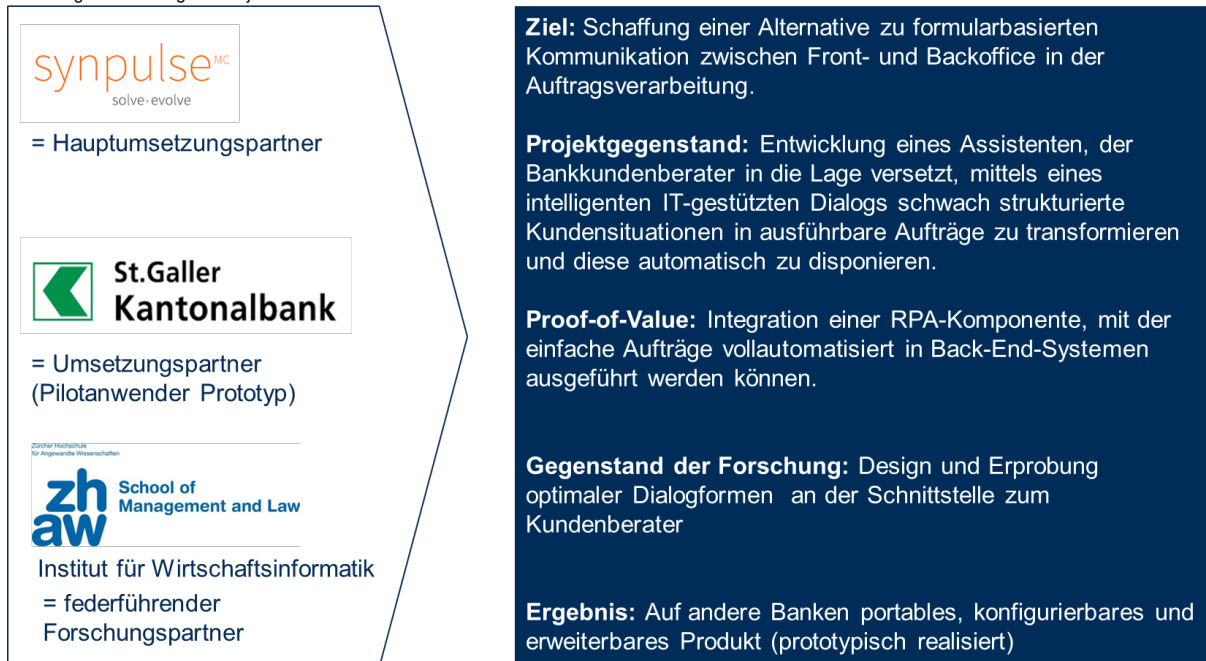 synpulse MC
solve·evolve
= Hauptumsetzungspartner
St.Galler
Kantonalbank
= Umsetzungspartner
(Pilotanwender Prototyp)
Zürcher Hochschule
für Angewandte Wissenschaften
zh
aw
School of
Management and Law
Institut für Wirtschaftsinformatik
= federführender
Forschungspartner
Ziel: Schaffung einer Alternative zu formularbasierten
Kommunikation zwischen Front- und Backoffice in der
Auftragsverarbeitung.
Projektgegenstand: Entwicklung eines Assistenten, der
Bankkundenberater in die Lage versetzt, mittels eines
intelligenten IT-gestützten Dialogs schwach strukturierte
Kundensituationen in ausführbare Aufträge zu transformieren
und diese automatisch zu disponieren.
Proof-of-Value: Integration einer RPA-Komponente, mit der
einfache Aufträge vollautomatisiert in Back-End-Systemen
ausgeführt werden können.
Gegenstand der Forschung: Design und Erprobung
optimaler Dialogformen an der Schnittstelle zum
Kundenberater
Ergebnis: Auf andere Banken portables, konfigurierbares und
erweiterbares Produkt (prototypisch realisiert)